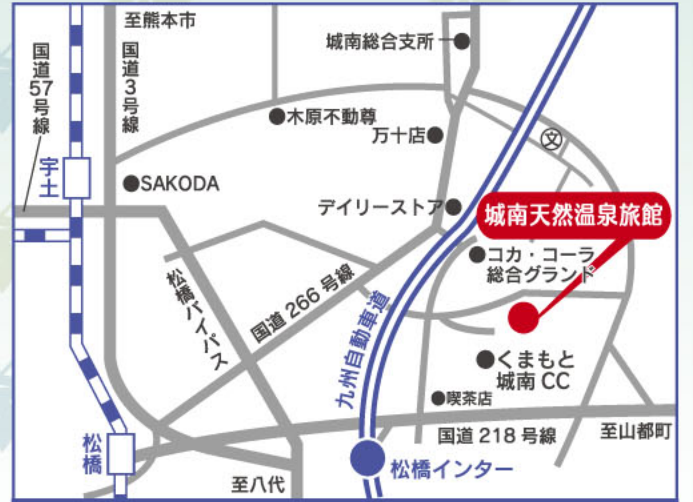 至熊本市
城南総合支所
国道57号線
国道3号線
木原不動尊
万十店
文
宇土
SAKODA
デイリーストア
城南天然温泉旅館
コカ・コーラ
総合グランド
松橋バイパス
国道266号線
九州自動車道
くまもと
城南CC
喫茶店
国道218号線
至山都町
松橋
至八代
松橋インター